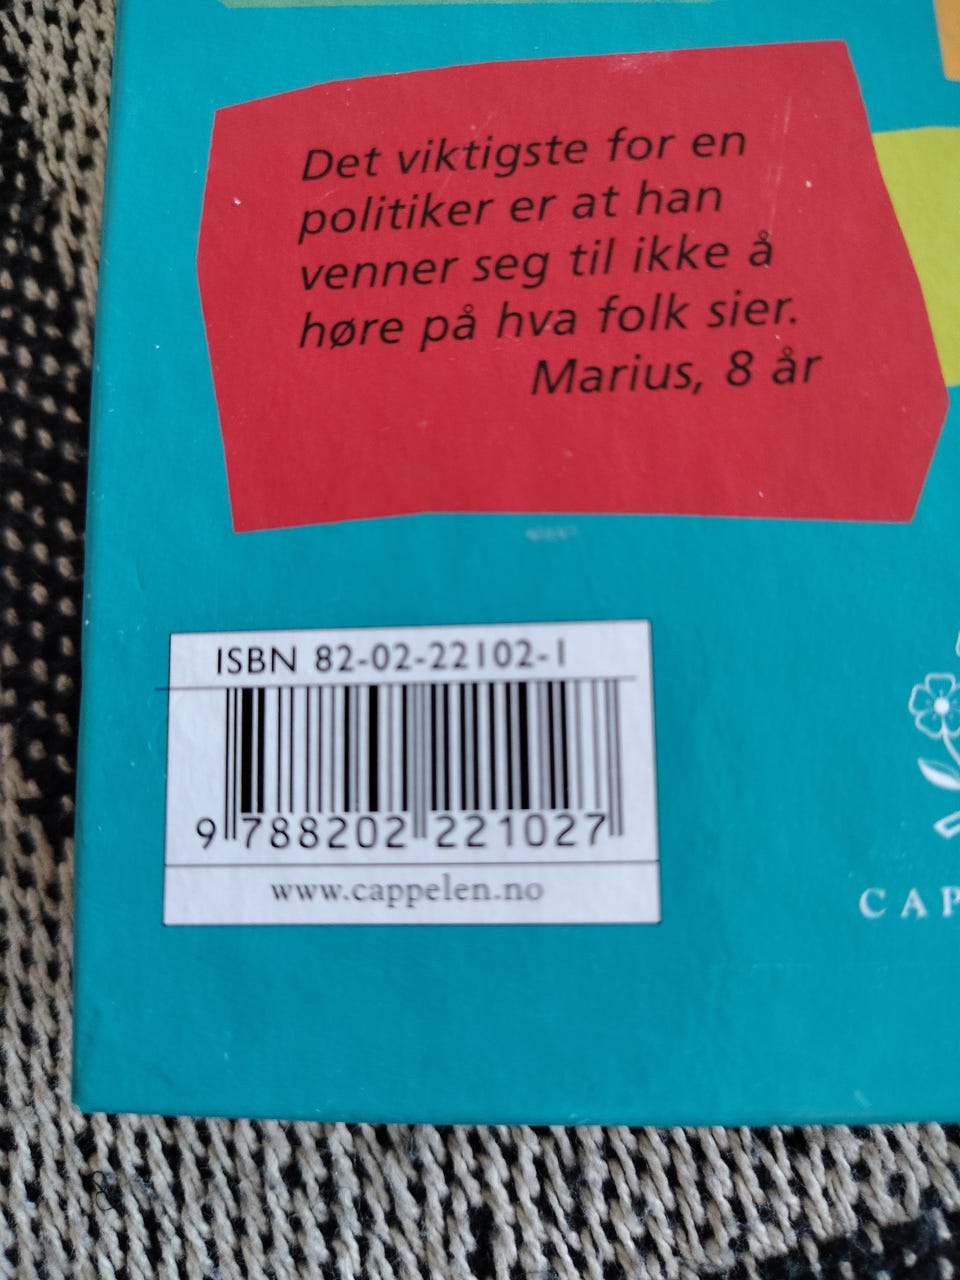 Det viktigste for en
politiker er at han
venner seg til ikke å
høre på hva folk sier.
Marius, 8 år
ISBN 82-02-22102-1
9 788202 221027
www.cappelen.no
CAP